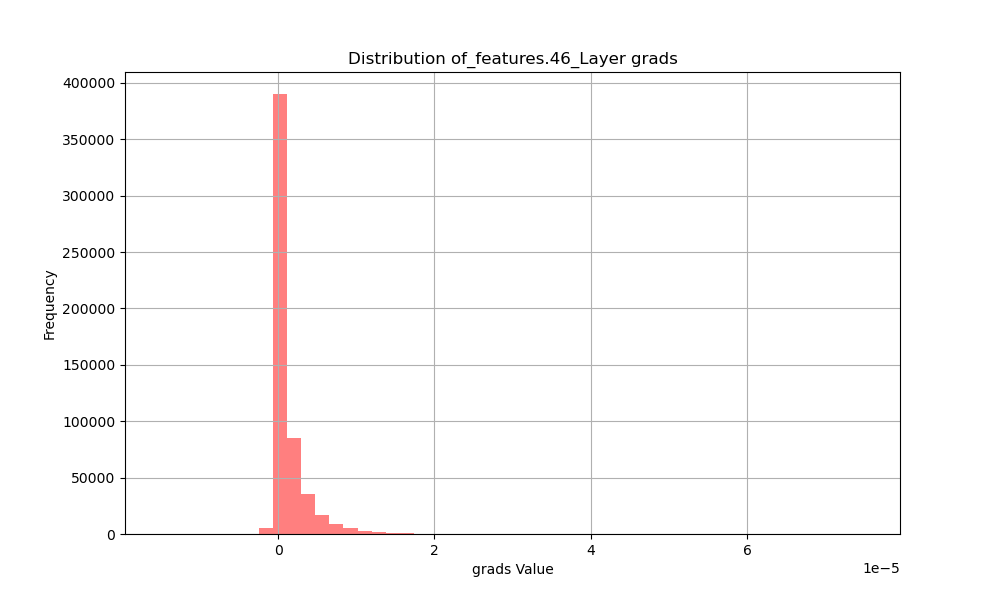 Distribution of_features.46_Layer grads
400000
350000
300000
250000
200000
150000
100000
50000
0
Frequency
0 2 4 6
1e−5
grads Value